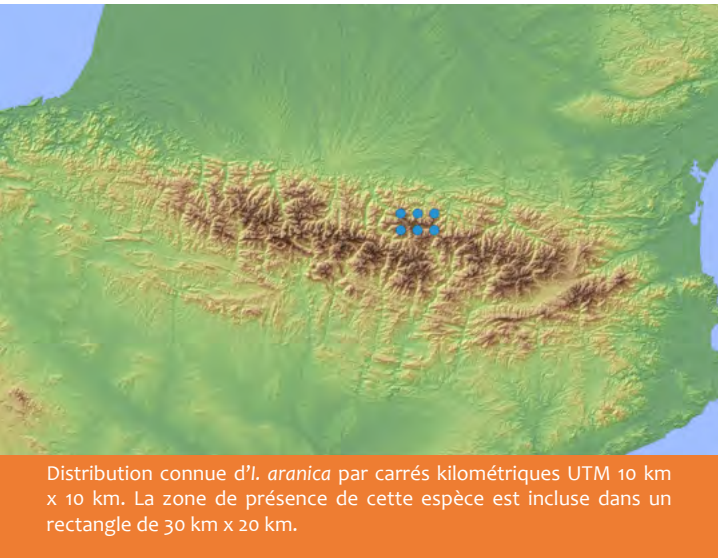 Distribution connue d'I. aranica par carrés kilométriques UTM 10 km
x 10 km. La zone de présence de cette espèce est incluse dans un
rectangle de 30 km x 20 km.